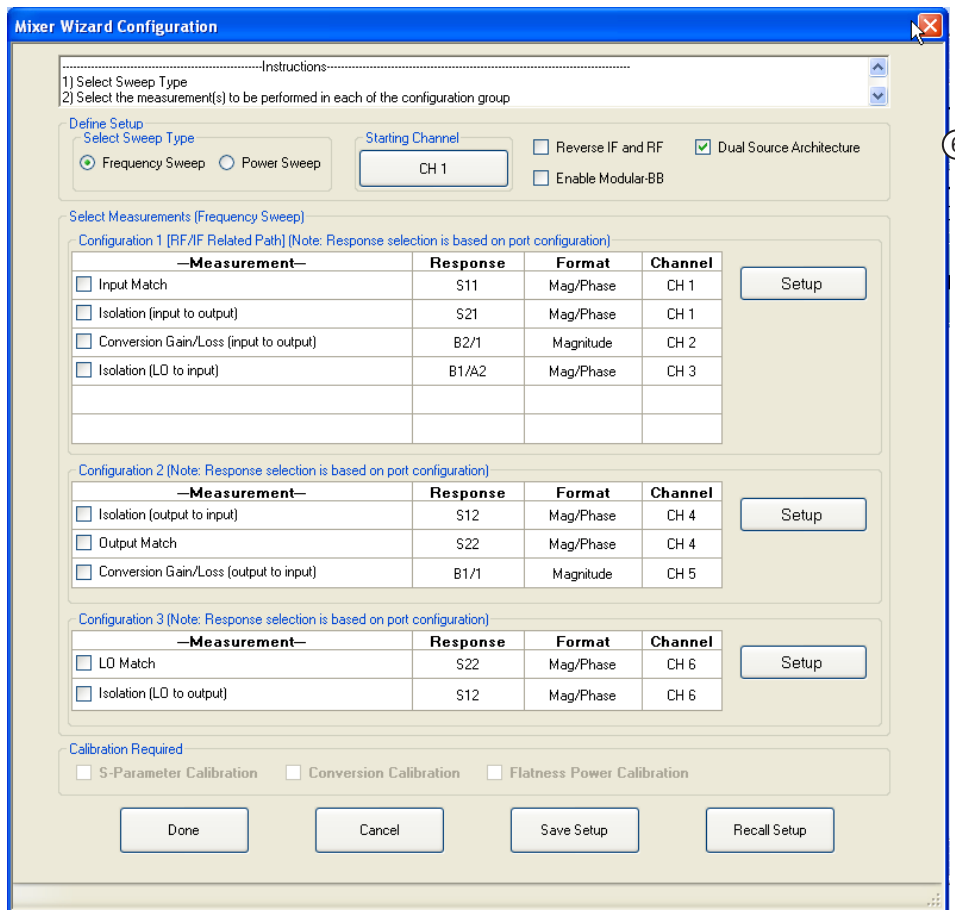 Mixer Wizard Configuration
------------------------------Instructions------------------------------
1) Select Sweep Type
2) Select the measurement(s) to be performed in each of the configuration group
Define Setup
Select Sweep Type
Frequency Sweep Power Sweep
Starting Channel
CH 1
Reverse IF and RF
Dual Source Architecture
Enable Modular-BB
6
Select Measurements (Frequency Sweep)
Configuration 1 [RF/IF Related Path] (Note: Response selection is based on port configuration)
—Measurement— Response Format Channel
Input Match S11 Mag/Phase CH 1
Isolation (input to output) S21 Mag/Phase CH 1
Conversion Gain/Loss (input to output) B2/1 Magnitude CH 2
Isolation (LO to input) B1/A2 Mag/Phase CH 3
Setup
Configuration 2 (Note: Response selection is based on port configuration)
—Measurement— Response Format Channel
Isolation (output to input) S12 Mag/Phase CH 4
Output Match S22 Mag/Phase CH 4
Conversion Gain/Loss (output to input) B1/1 Magnitude CH 5
Setup
Configuration 3 (Note: Response selection is based on port configuration)
—Measurement— Response Format Channel
LO Match S22 Mag/Phase CH 6
Isolation (LO to output) S12 Mag/Phase CH 6
Setup
Calibration Required
S-Parameter Calibration Conversion Calibration Flatness Power Calibration
Done Cancel Save Setup Recall Setup